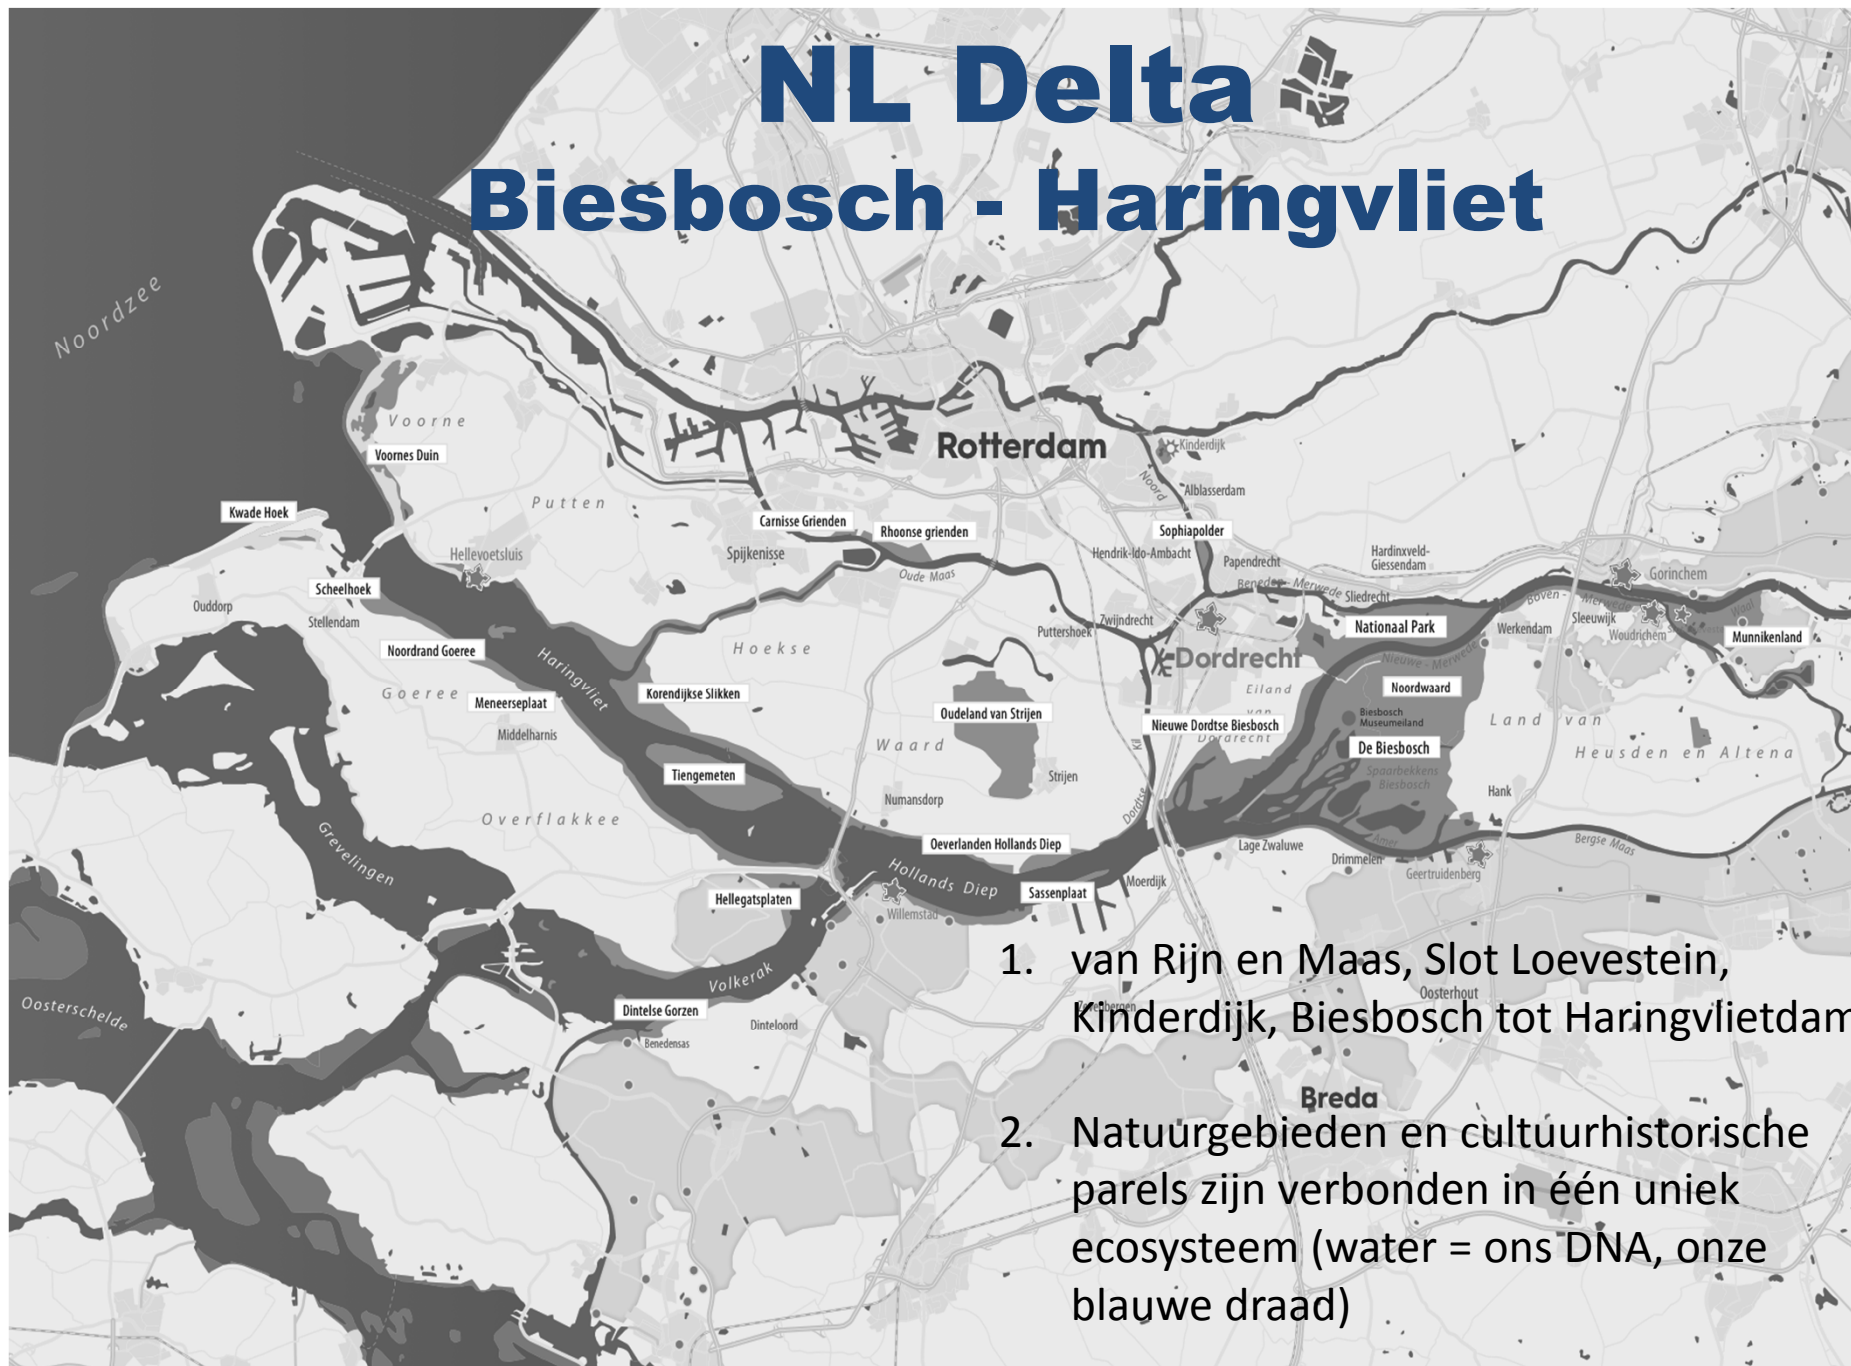 NL Delta
Biesbosch - Haringvliet
Noordzee
Voorne
Rotterdam
Kinderdijk
Voornes Duin
Noord
Alblasserdam
Putten
Kwade Hoek
Carnisse Grienden
Rhoonse grienden
Sophiapolder
Hellevoetsluis
Spijkenisse
Hendrik-Ido-Ambacht
Papendrecht
Hardinxveld-
Giessendam
Oude Maas
Gorinchem
Scheelhoek
Beneden - Merwede
Sliedrecht
Boven - Merwede
Ouddorp
Stellendam
Puttershoek
Zwijndrecht
Nationaal Park
Werkendam
Sleeuwijk
Woudrichem
Waal
Munnikenland
Noordrand Goeree
Haringvliet
Hoekse
Dordrecht
Nieuwe - Merwede
Goeree
Meneerseplaat
Korendijkse Slikken
Eiland
van
Dordrecht
Noordwaard
Oudeland van Strijen
Nieuwe Dordtse Biesbosch
Biesbosch
Museumeiland
Land van
Middelharnis
Waard
Kil
De Biesbosch
Heusden en Altena
Tiengemeten
Strijen
Spaarbekkens
Biesbosch
Hank
Numansdorp
Dordtse
Overflakkee
Grevelingen
Oeverlanden Hollands Diep
Lage Zwaluwe
Amer
Bergse Maas
Drimmelen
Geertruidenberg
Hollands Diep
Moerdijk
Sassenplaat
Hellegatsplaten
Willemstad
1. van Rijn en Maas, Slot Loevestein,
Zevenbergen
Oosterhout
Kinderdijk, Biesbosch tot Haringvlietdam
Volkerak
Oosterschelde
Dintelse Gorzen
Dinteloord
Benedensas
Breda
2. Natuurgebieden en cultuurhistorische
parels zijn verbonden in één uniek
ecosysteem (water = ons DNA, onze
blauwe draad)